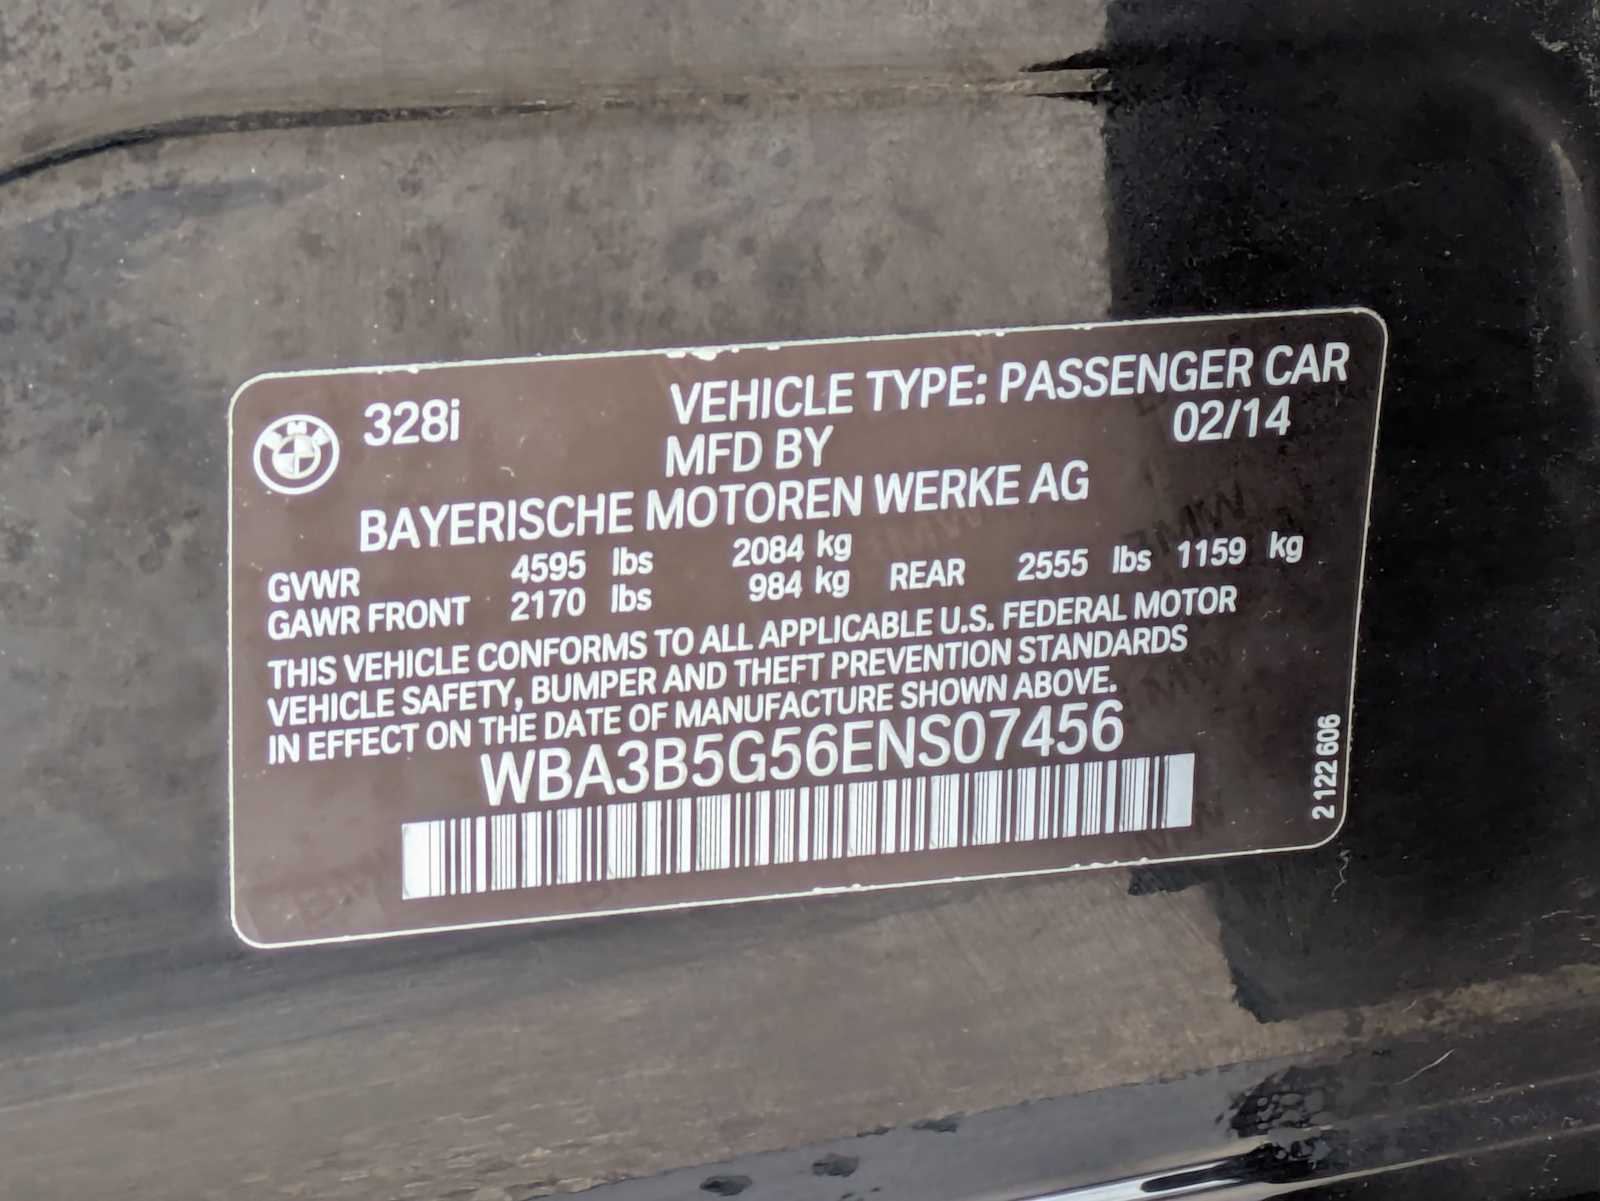 328i VEHICLE TYPE: PASSENGER CAR
MFD BY 02/14
BAYERISCHE MOTOREN WERKE AG
GVWR 4595 lbs 2084 kg
GAWR FRONT 2170 lbs 984 kg REAR 2555 lbs 1159 kg
THIS VEHICLE CONFORMS TO ALL APPLICABLE U.S. FEDERAL MOTOR
VEHICLE SAFETY, BUMPER AND THEFT PREVENTION STANDARDS
IN EFFECT ON THE DATE OF MANUFACTURE SHOWN ABOVE.
WBA3B5G56ENS07456
2 122 606